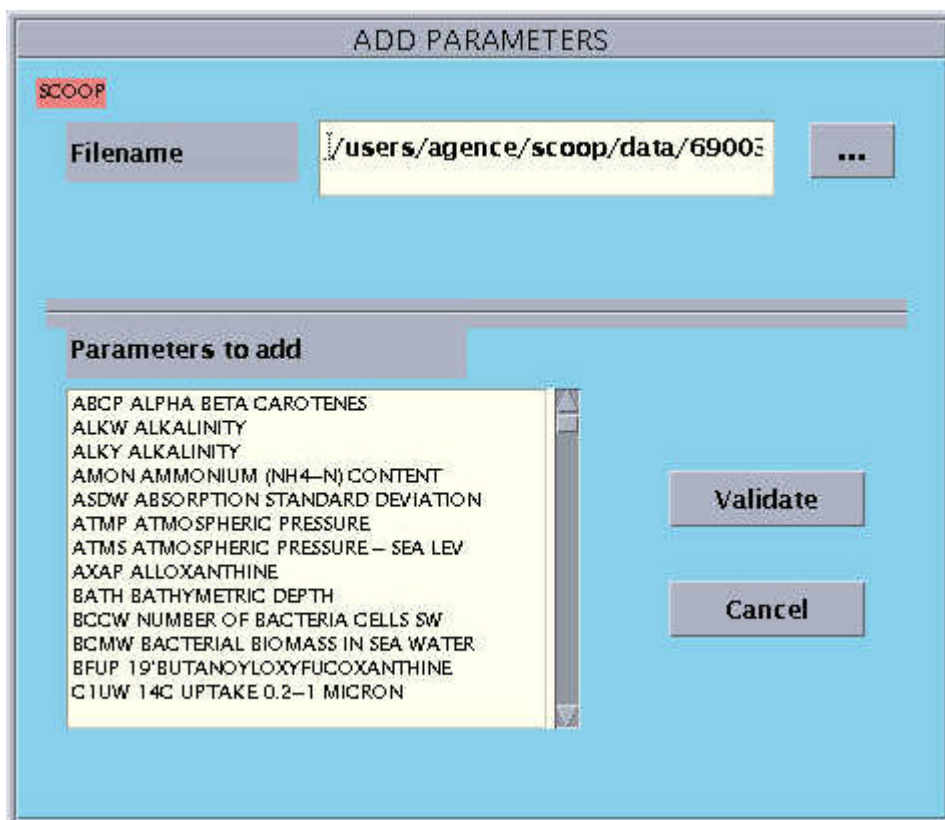 ADD PARAMETERS
SCOOP
Filename
/users/agence/scoop/data/69003
...
Parameters to add
ABCP ALPHA BETA CAROTENES
ALKW ALKALINITY
ALKY ALKALINITY
AMON AMMONIUM (NH4–N) CONTENT
ASDW ABSORPTION STANDARD DEVIATION
ATMP ATMOSPHERIC PRESSURE
ATMS ATMOSPHERIC PRESSURE – SEA LEV
AXAP ALLOXANTHINE
BATH BATHYMETRIC DEPTH
BCCW NUMBER OF BACTERIA CELLS SW
BCMW BACTERIAL BIOMASS IN SEA WATER
BFUP 19'BUTANOYLOXYFUCOXANTHINE
C1UW 14C UPTAKE 0.2–1 MICRON
Validate
Cancel